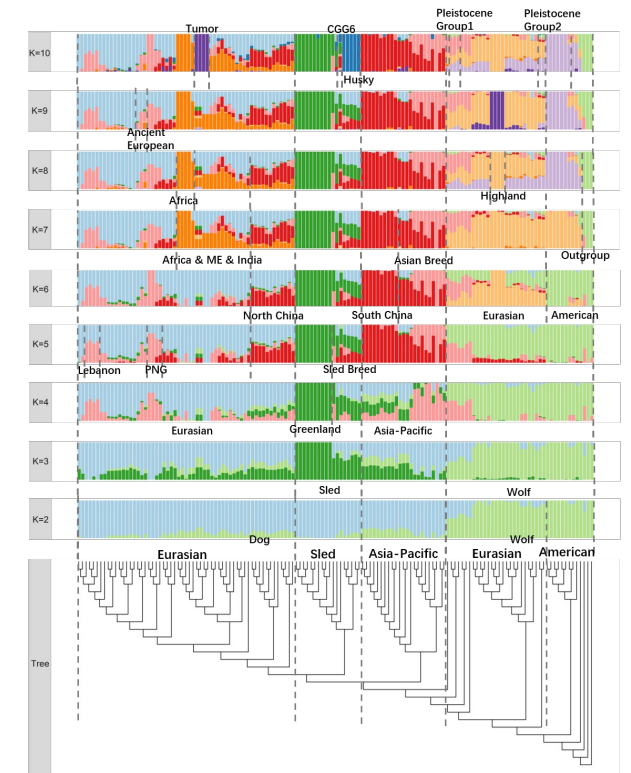 Pleistocene
Group1
Pleistocene
Group2
Tumor
CGG6
K=10
Husky
K=9
Ancient
European
K=8
Africa
Highland
K=7
Africa & ME & India
Asian Breed
Outgroup
K=6
North China
South China
Eurasian
American
K=5
Lebanon
PNG
Sled Breed
K=4
Eurasian
Greenland
Asia-Pacific
K=3
Sled
Wolf
K=2
Dog
Wolf
Eurasian
Sled
Asia-Pacific
Eurasian
American
Tree